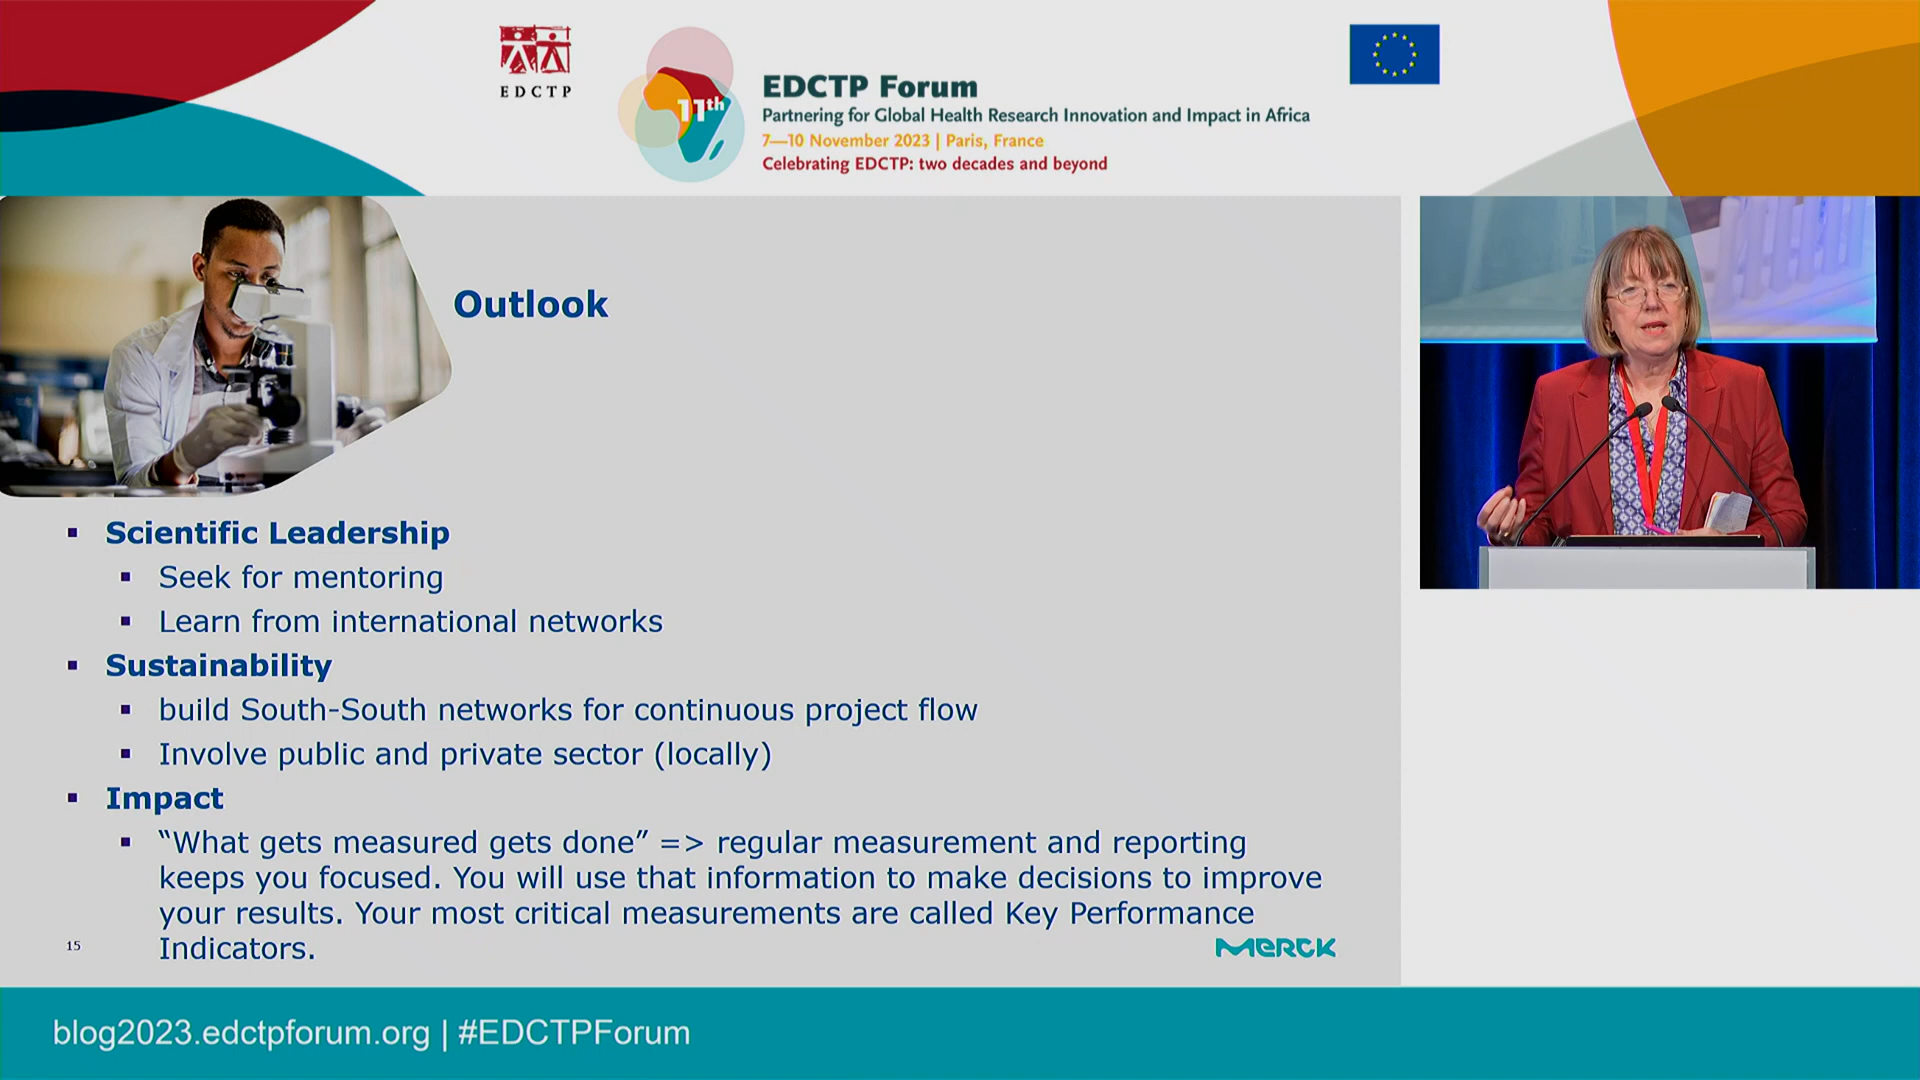 EDCTP
11th
EDCTP Forum
Partnering for Global Health Research Innovation and Impact in Africa
7—10 November 2023 | Paris, France
Celebrating EDCTP: two decades and beyond
Outlook
Scientific Leadership
Seek for mentoring
Learn from international networks
Sustainability
build South-South networks for continuous project flow
Involve public and private sector (locally)
Impact
“What gets measured gets done” => regular measurement and reporting
keeps you focused. You will use that information to make decisions to improve
your results. Your most critical measurements are called Key Performance
Indicators.
15
MERCK
blog2023.edctpforum.org | #EDCTPForum